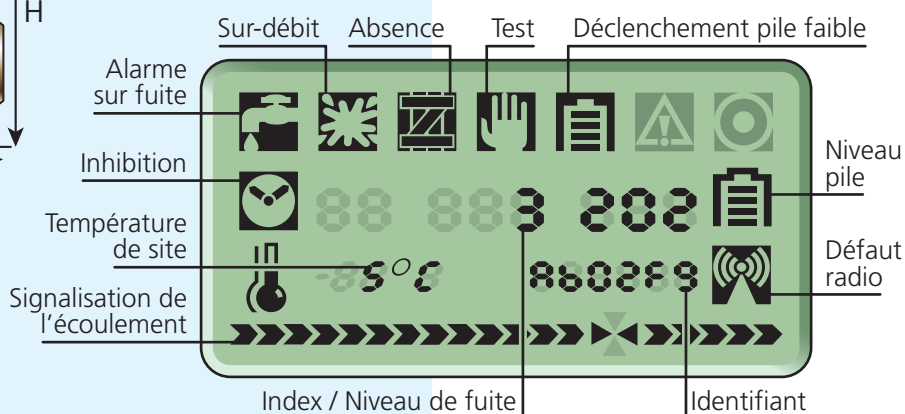 H
Sur-débit Absence Test Déclenchement pile faible
Alarme
sur fuite
Inhibition
Niveau
pile
3 202
Température
de site
5°C
Ab02F9
Défaut
radio
Signalisation de
l'écoulement
Index / Niveau de fuite
Identifiant